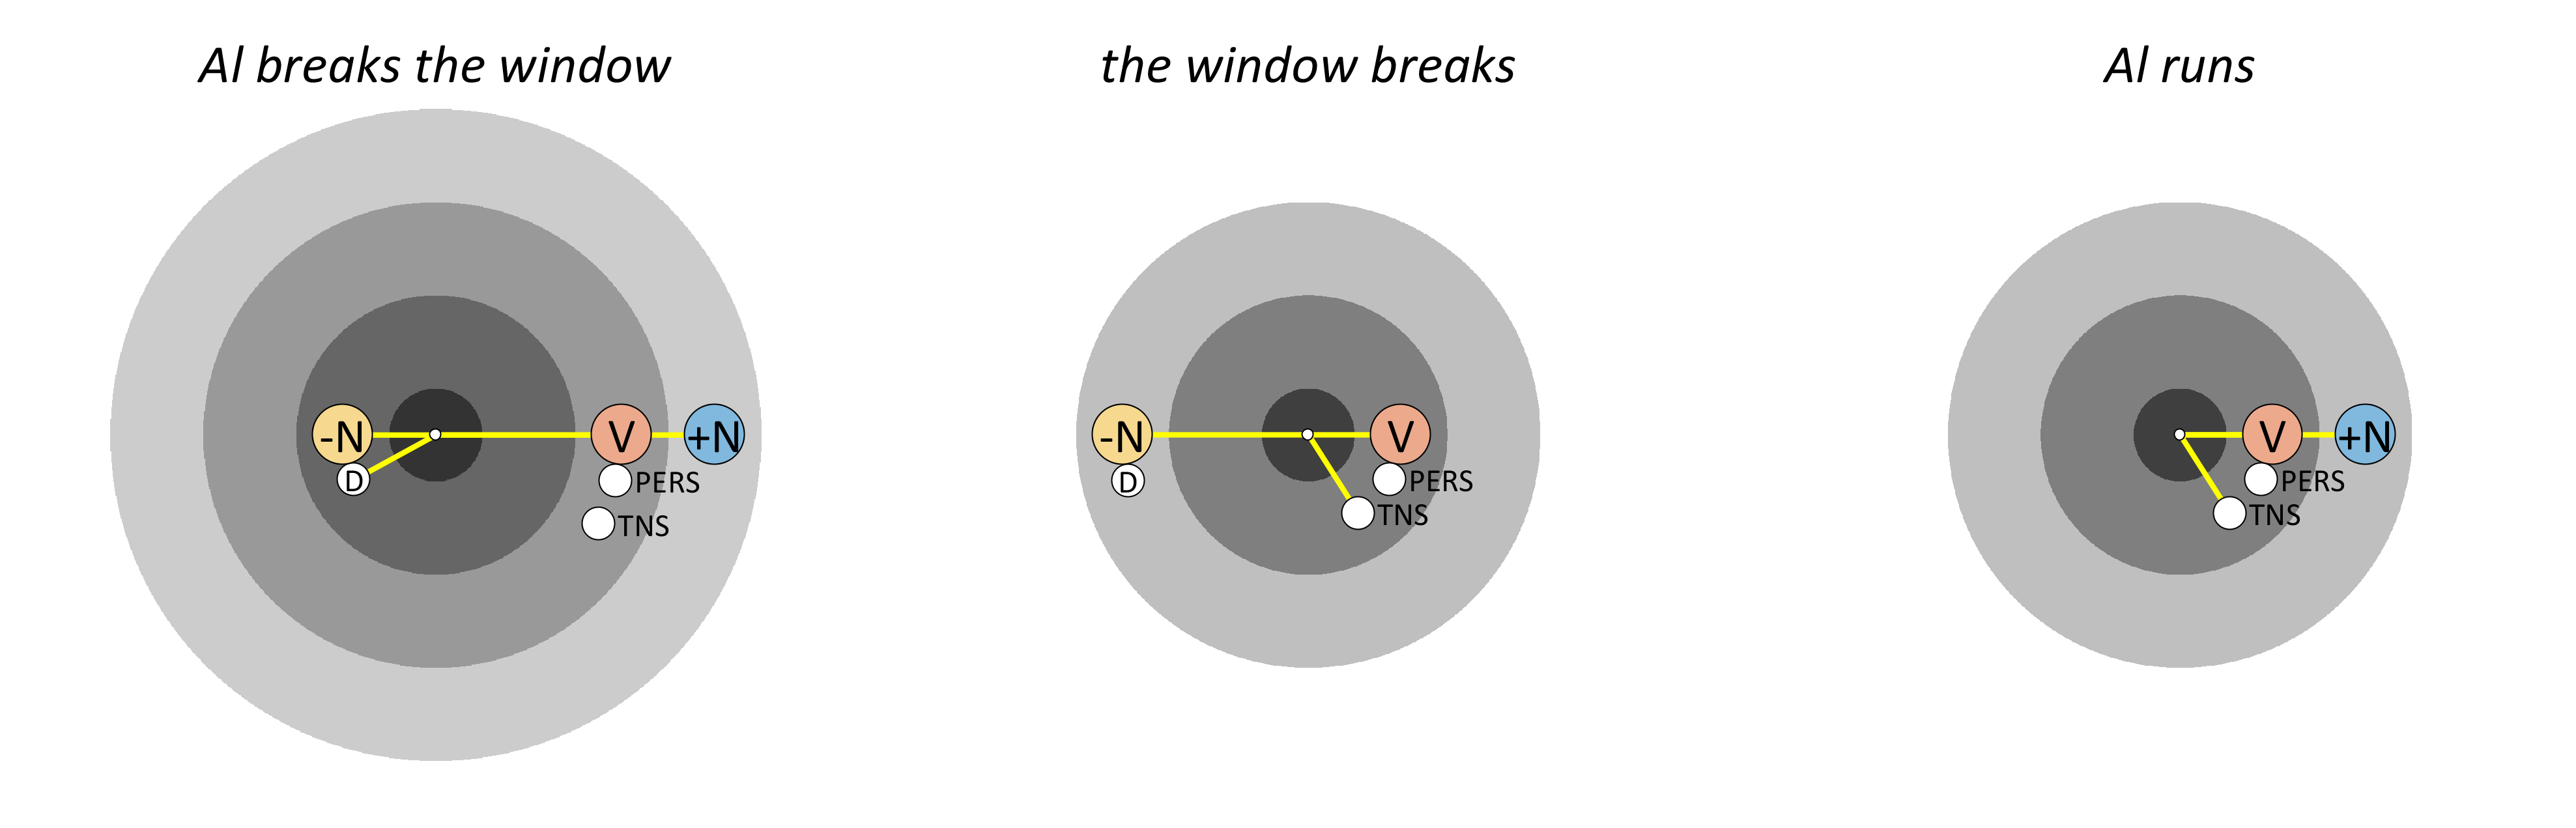 Al breaks the window
-N
V
+N
D
PERS
TNS
the window breaks
-N
V
D
PERS
TNS
Al runs
V
+N
PERS
TNS